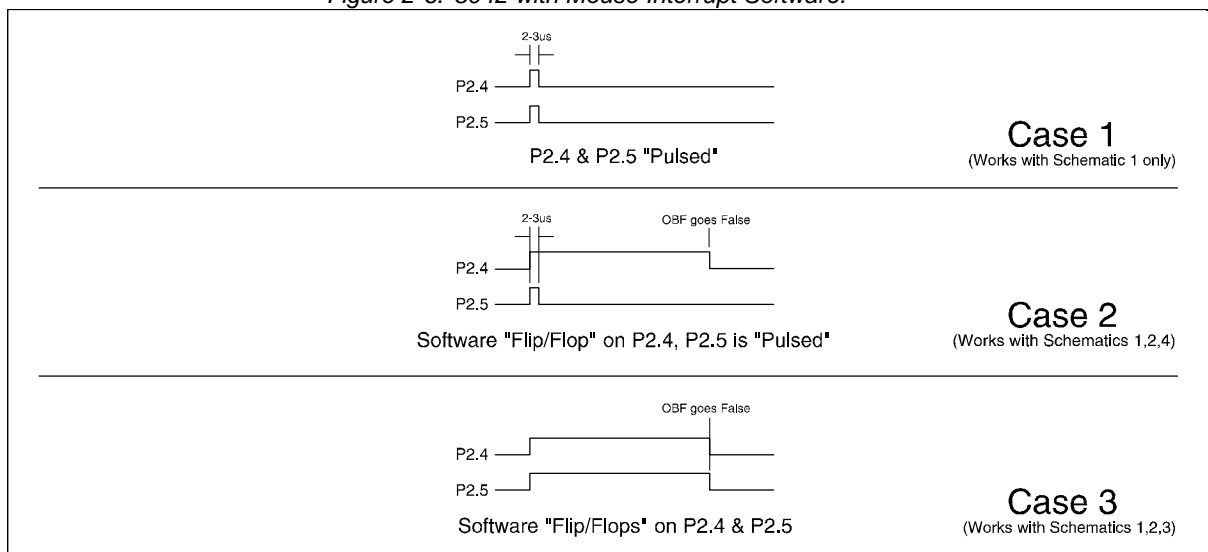 Figure 2-3. 8042 with Mouse Interrupt Software.
2-3us
P2.4
P2.5
P2.4 & P2.5 "Pulsed"
Case 1
(Works with Schematic 1 only)
2-3us
OBF goes False
P2.4
P2.5
Software "Flip/Flop" on P2.4, P2.5 is "Pulsed"
Case 2
(Works with Schematics 1,2,4)
OBF goes False
P2.4
P2.5
Software "Flip/Flops" on P2.4 & P2.5
Case 3
(Works with Schematics 1,2,3)